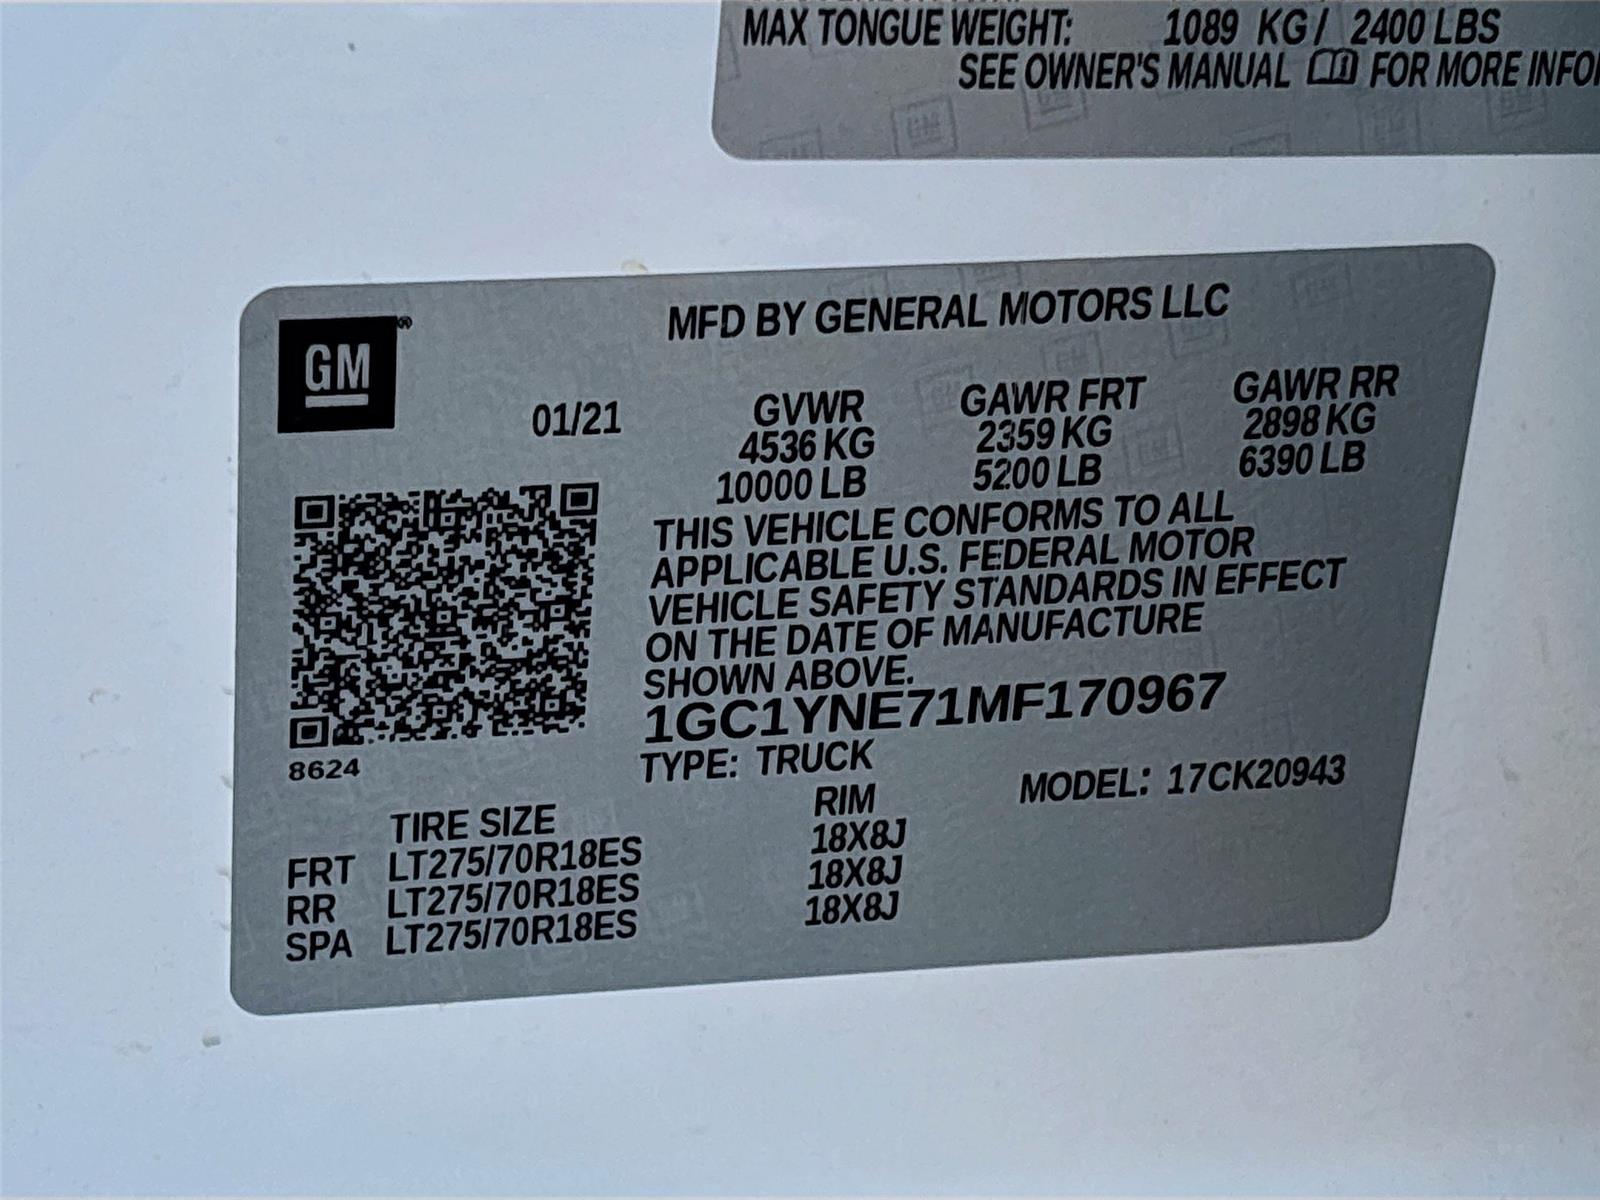 MAX TONGUE WEIGHT: 1089 KG / 2400 LBS
SEE OWNER'S MANUAL FOR MORE INFO
MFD BY GENERAL MOTORS LLC
GM ®
01/21
GVWR GAWR FRT GAWR RR
4536 KG 2359 KG 2898 KG
10000 LB 5200 LB 6390 LB
THIS VEHICLE CONFORMS TO ALL
APPLICABLE U.S. FEDERAL MOTOR
VEHICLE SAFETY STANDARDS IN EFFECT
ON THE DATE OF MANUFACTURE
SHOWN ABOVE.
1GC1YNE71MF170967
8624
TYPE: TRUCK MODEL: 17CK20943
TIRE SIZE RIM
FRT LT275/70R18ES 18X8J
RR LT275/70R18ES 18X8J
SPA LT275/70R18ES 18X8J